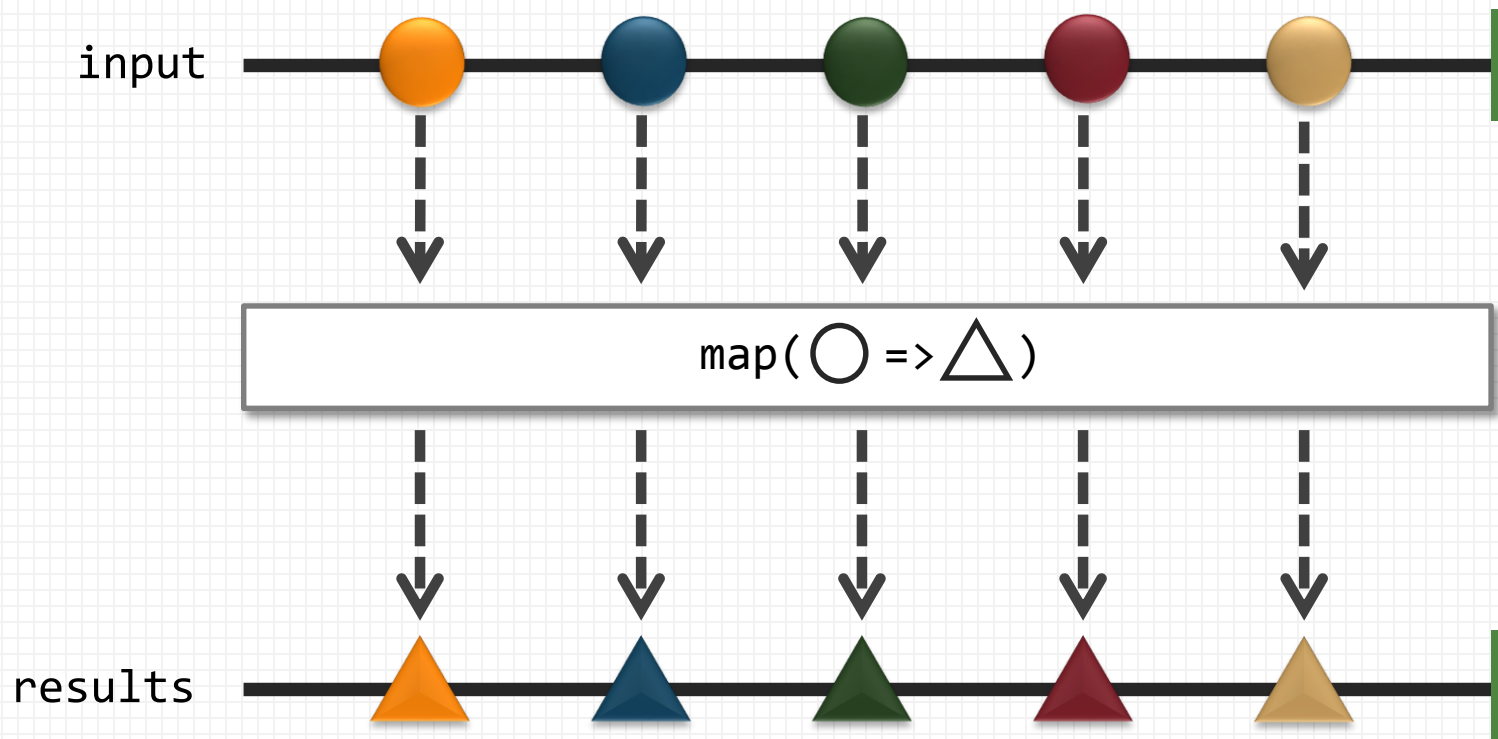 input
map(○ =>△)
results